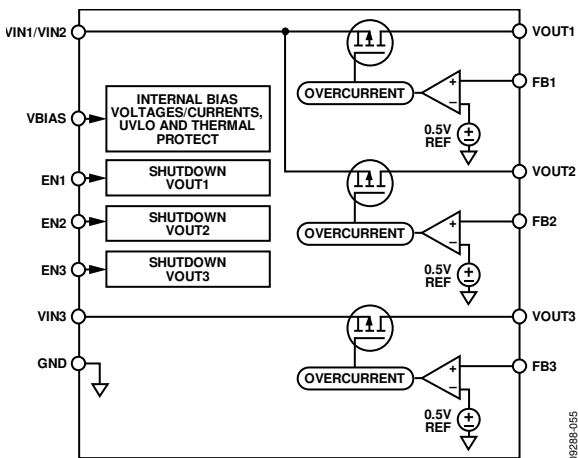 VIN1/VIN2
VOUT1
OVERCURRENT
+
–
FB1
0.5V
REF
VBIAS
INTERNAL BIAS
VOLTAGES/CURRENTS,
UVLO AND THERMAL
PROTECT
EN1
SHUTDOWN
VOUT1
VOUT2
EN2
SHUTDOWN
VOUT2
OVERCURRENT
+
–
FB2
0.5V
REF
EN3
SHUTDOWN
VOUT3
VIN3
VOUT3
GND
OVERCURRENT
+
–
FB3
0.5V
REF
09288-055